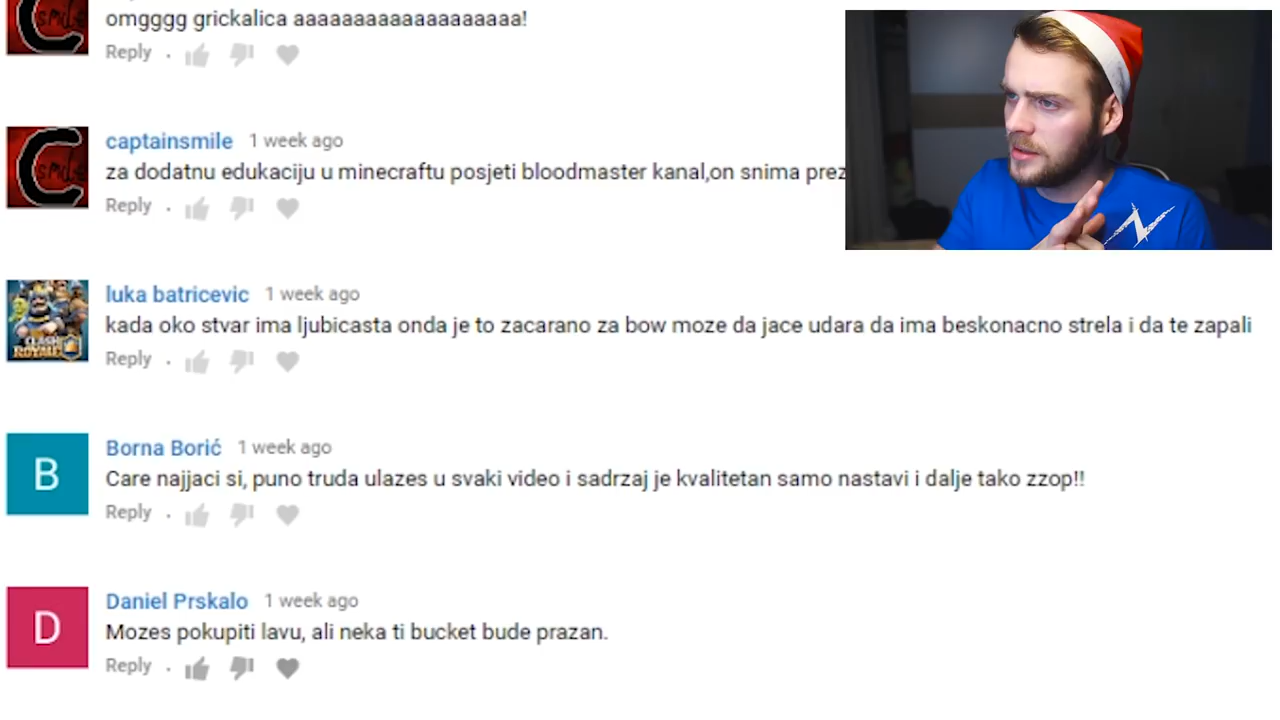 omgggg grickalica aaaaaaaaaaaaaaaaaaa!
Reply .
captainsmile 1 week ago
za dodatnu edukaciju u minecraftu posjeti bloodmaster kanal,on snima prez
Reply .
luka batricevic 1 week ago
kada oko stvar ima ljubicasta onda je to zacarano za bow moze da jace udara da ima beskonacno strela i da te zapali
Reply .
CLASH
ROYALE
B
Borna Borić 1 week ago
Care najjaci si, puno truda ulazes u svaki video i sadrzaj je kvalitetan samo nastavi i dalje tako zzop!!
Reply .
D
Daniel Prskalo 1 week ago
Mozes pokupiti lavu, ali neka ti bucket bude prazan.
Reply .